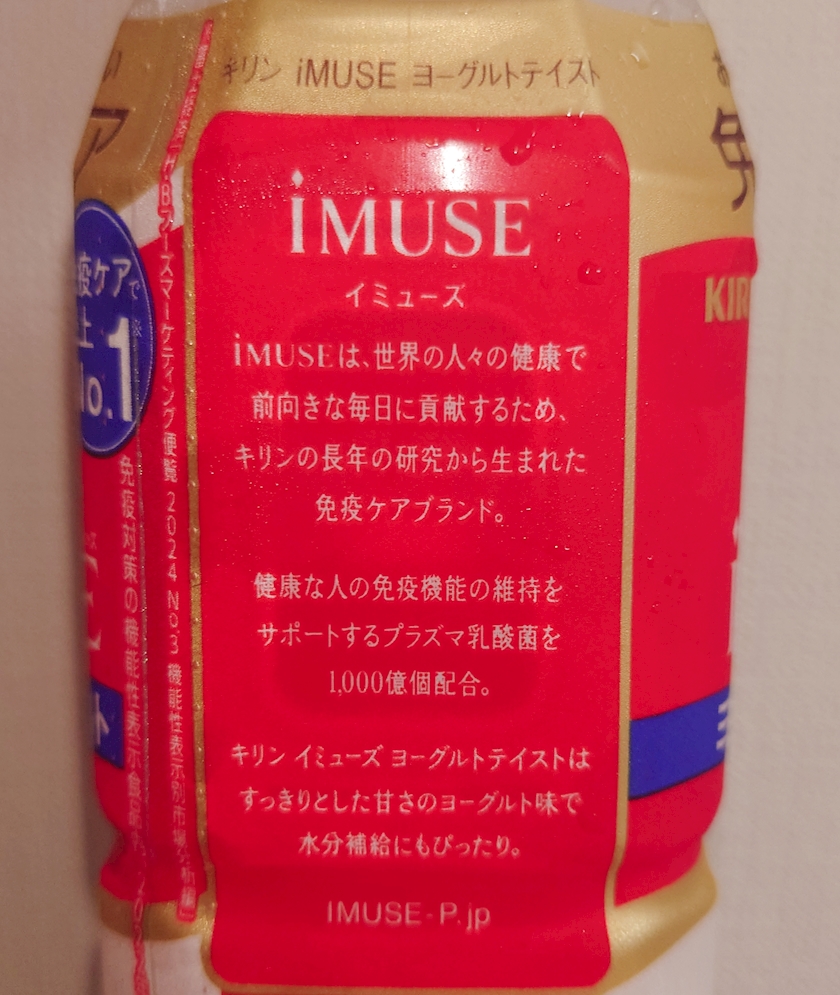 キリン iMUSE ヨーグルトテイスト
iMUSE
イミューズ
iMUSEは、世界の人々の健康で
前向きな毎日に貢献するため、
キリンの長年の研究から生まれた
免疫ケアブランド。
健康な人の免疫機能の維持を
サポートするプラズマ乳酸菌を
1,000億個配合。
キリン イミューズ ヨーグルトテイストは
すっきりとした甘さのヨーグルト味で
水分補給にもぴったり。
iMUSE-P.jp
疫ケアで
上
No.1
ア
免疫対策の機能性表示食品
HBフーズマーケティング便覧 2024 No.3 機能性表示別市場分析編
ト
免
KIR